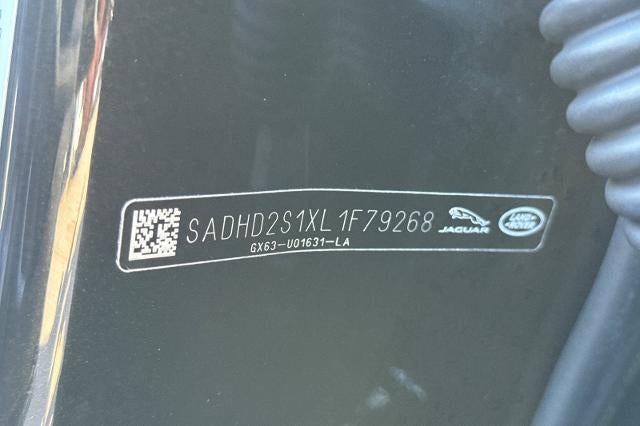 SADHD2S1XL1F79268
GX63-U01631-LA
JAGUAR
LAND-
ROVER